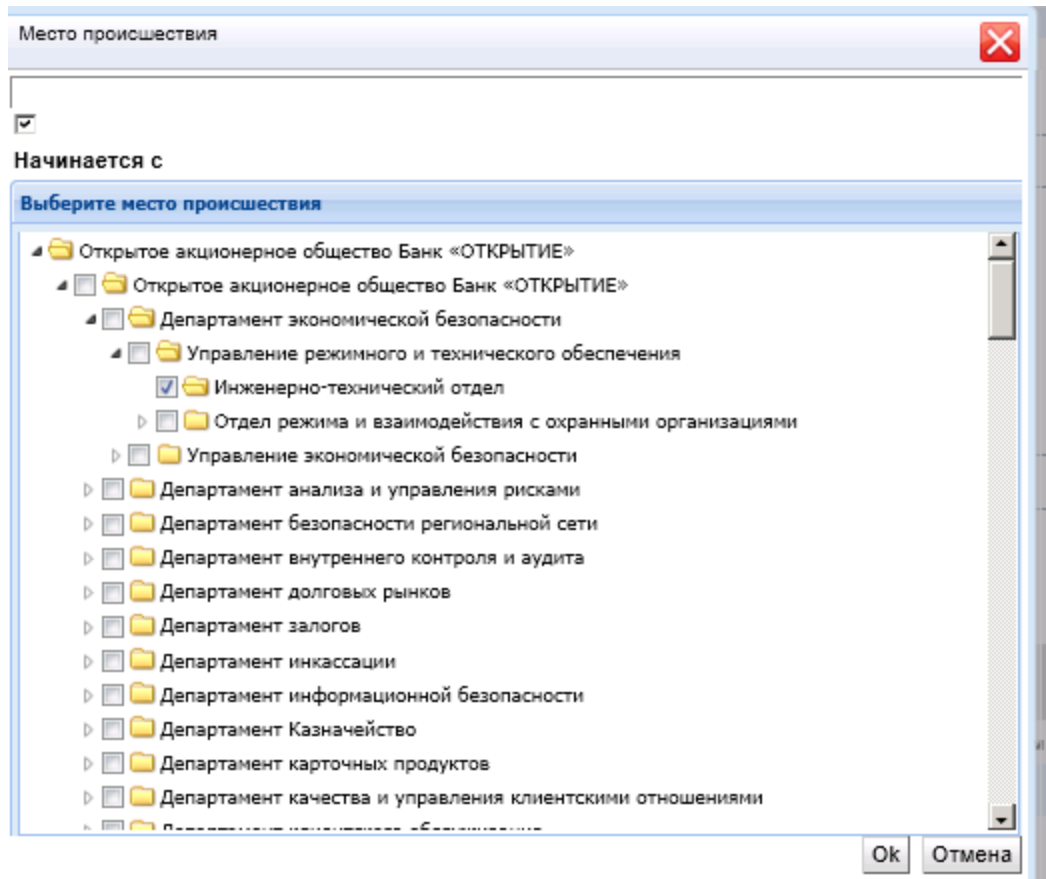 Место происшествия
Начинается с
Выберите место происшествия
Открытое акционерное общество Банк «ОТКРЫТИЕ»
Открытое акционерное общество Банк «ОТКРЫТИЕ»
Департамент экономической безопасности
Управление режимного и технического обеспечения
Инженерно-технический отдел
Отдел режима и взаимодействия с охранными организациями
Управление экономической безопасности
Департамент анализа и управления рисками
Департамент безопасности региональной сети
Департамент внутреннего контроля и аудита
Департамент долговых рынков
Департамент залогов
Департамент инкассации
Департамент информационной безопасности
Департамент Казначейство
Департамент карточных продуктов
Департамент качества и управления клиентскими отношениями
Ok Отмена